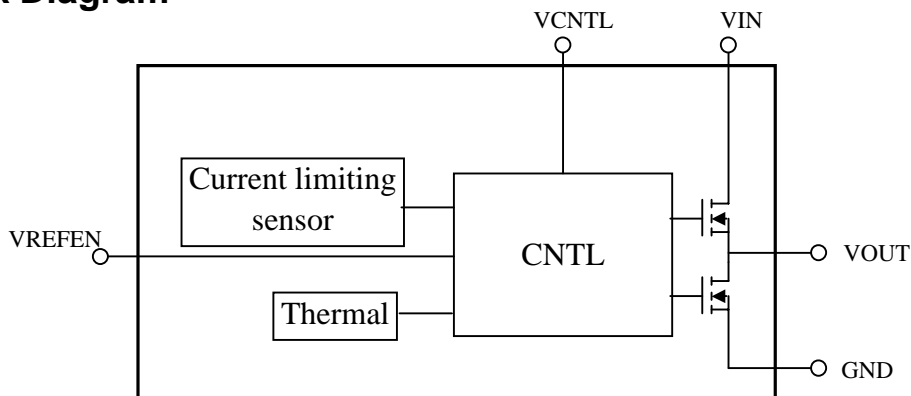 Diagram
VCNTL
VIN
Current limiting
sensor
VREFEN
CNTL
VOUT
Thermal
GND